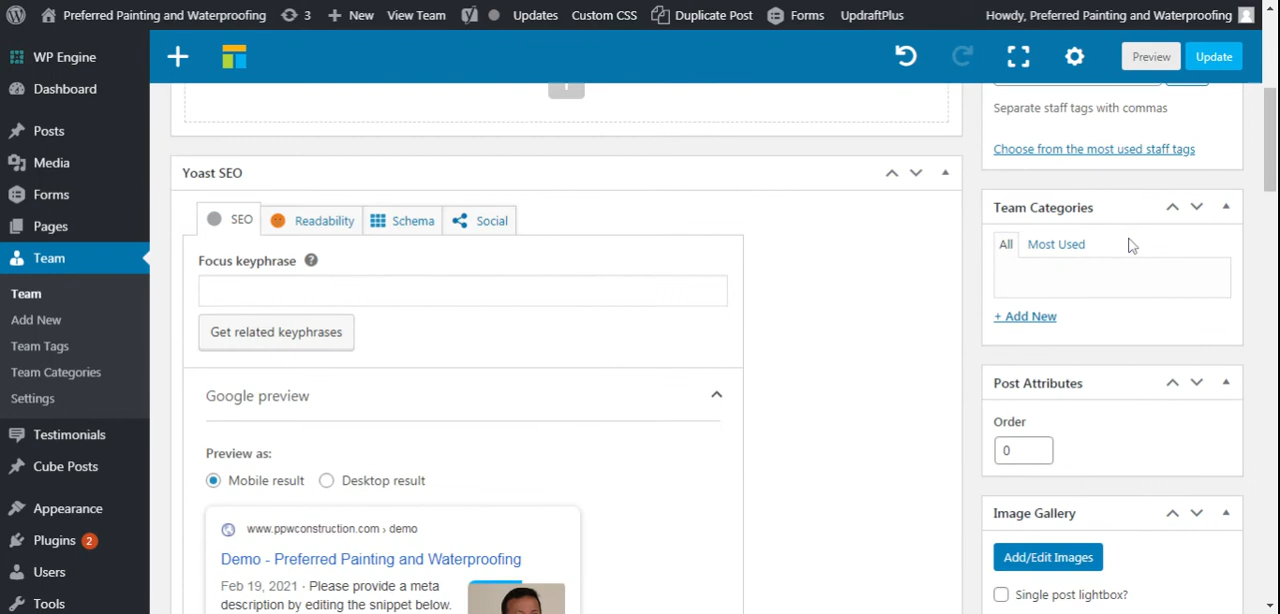 Preferred Painting and Waterproofing 3 New View Team Updates Custom CSS Duplicate Post Forms UpdraftPlus Howdy, Preferred Painting and Waterproofing
WP Engine
Dashboard
Posts
Media
Forms
Pages
Team
Team
Add New
Team Tags
Team Categories
Settings
Testimonials
Cube Posts
Appearance
Plugins 2
Users
Tools
Preview Update
Yoast SEO
SEO Readability Schema Social
Focus keyphrase ?
Get related keyphrases
Google preview
Preview as:
Mobile result Desktop result
www.ppwconstruction.com › demo
Demo - Preferred Painting and Waterproofing
Feb 19, 2021 · Please provide a meta
description by editing the snippet below.
Separate staff tags with commas
Choose from the most used staff tags
Team Categories
All Most Used
+ Add New
Post Attributes
Order
0
Image Gallery
Add/Edit Images
Single post lightbox?